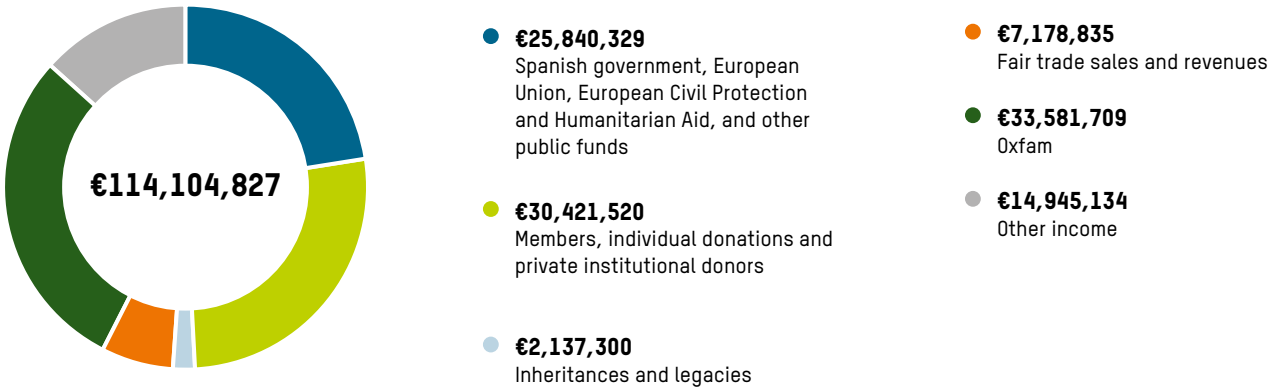 €114,104,827
€25,840,329
Spanish government, European
Union, European Civil Protection
and Humanitarian Aid, and other
public funds
€30,421,520
Members, individual donations and
private institutional donors
€2,137,300
Inheritances and legacies
€7,178,835
Fair trade sales and revenues
€33,581,709
Oxfam
€14,945,134
Other income